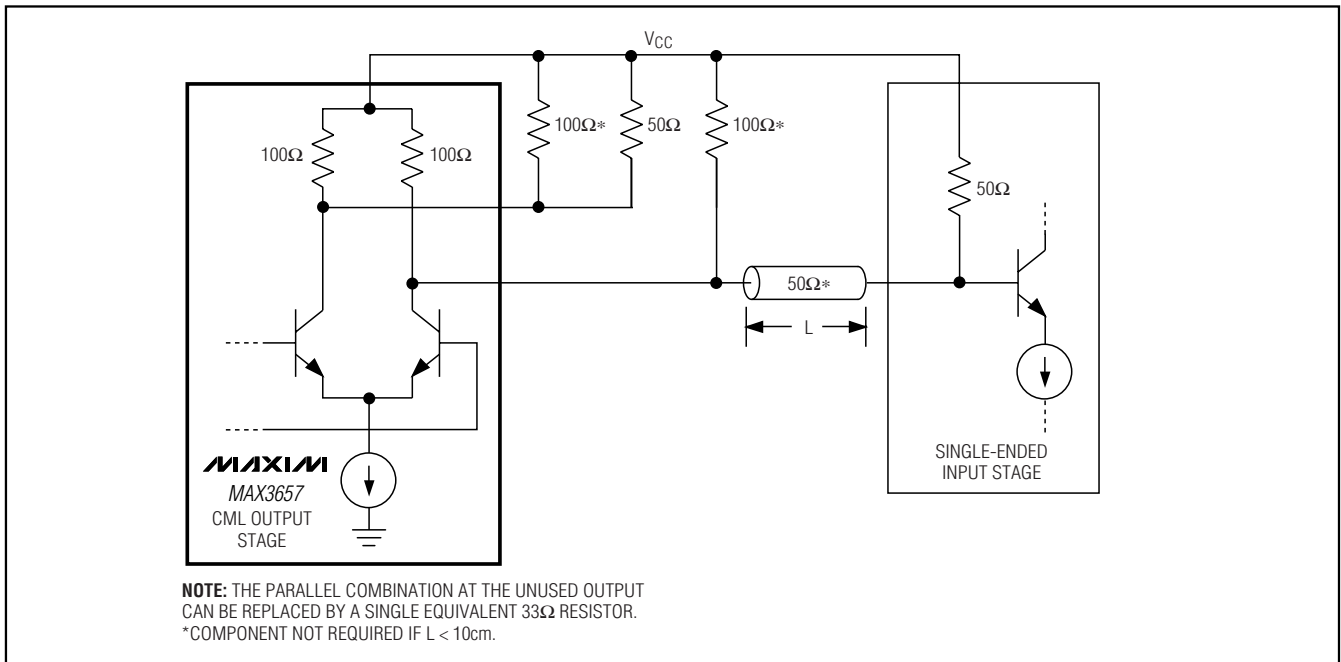 VCC
100Ω
100Ω
100Ω*
50Ω
100Ω*
50Ω
50Ω*
L
MAXIM
MAX3657
CML OUTPUT
STAGE
SINGLE-ENDED
INPUT STAGE
NOTE: THE PARALLEL COMBINATION AT THE UNUSED OUTPUT
CAN BE REPLACED BY A SINGLE EQUIVALENT 33Ω RESISTOR.
*COMPONENT NOT REQUIRED IF L < 10cm.